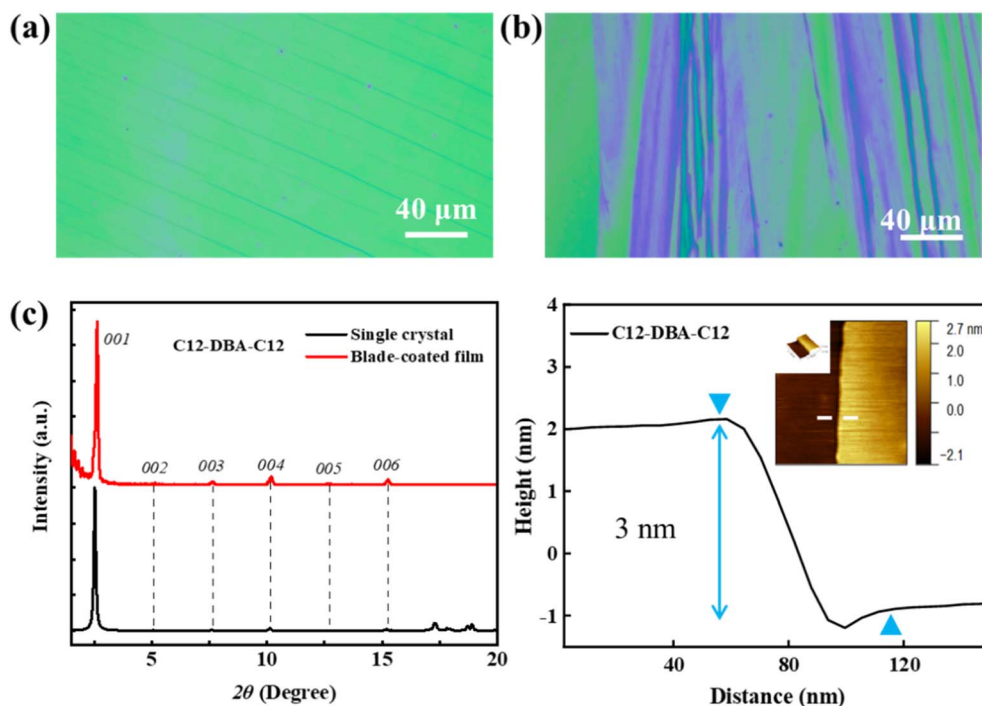 (a)
(b)
40 μm
40 μm
(c)
001
C12-DBA-C12
Single crystal
Blade-coated film
002
003
004
005
006
Intensity (a.u.)
5
10
15
20
2θ (Degree)
4
3
2
0
-1
Height (nm)
C12-DBA-C12
2.7 nm
2.0
1.0
0.0
−2.1
3 nm
40
80
120
Distance (nm)